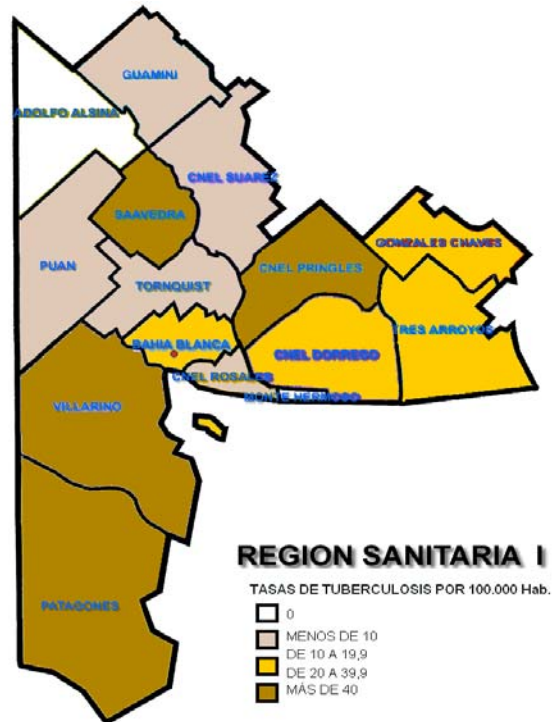 GUAMINI
ADOLFO ALSINA
CNEL SUAREZ
SAAVEDRA
GONZALES CHAVES
PUAN
CNEL PRINGLES
TORNQUIST
TRES ARROYOS
BAHIA BLANCA
CNEL DORREGO
CNEL ROSALES
MONTE HERMOSO
VILLARINO
PATAGONES
REGION SANITARIA I
TASAS DE TUBERCULOSIS POR 100.000 Hab.
0
MENOS DE 10
DE 10 A 19,9
DE 20 A 39,9
MÁS DE 40